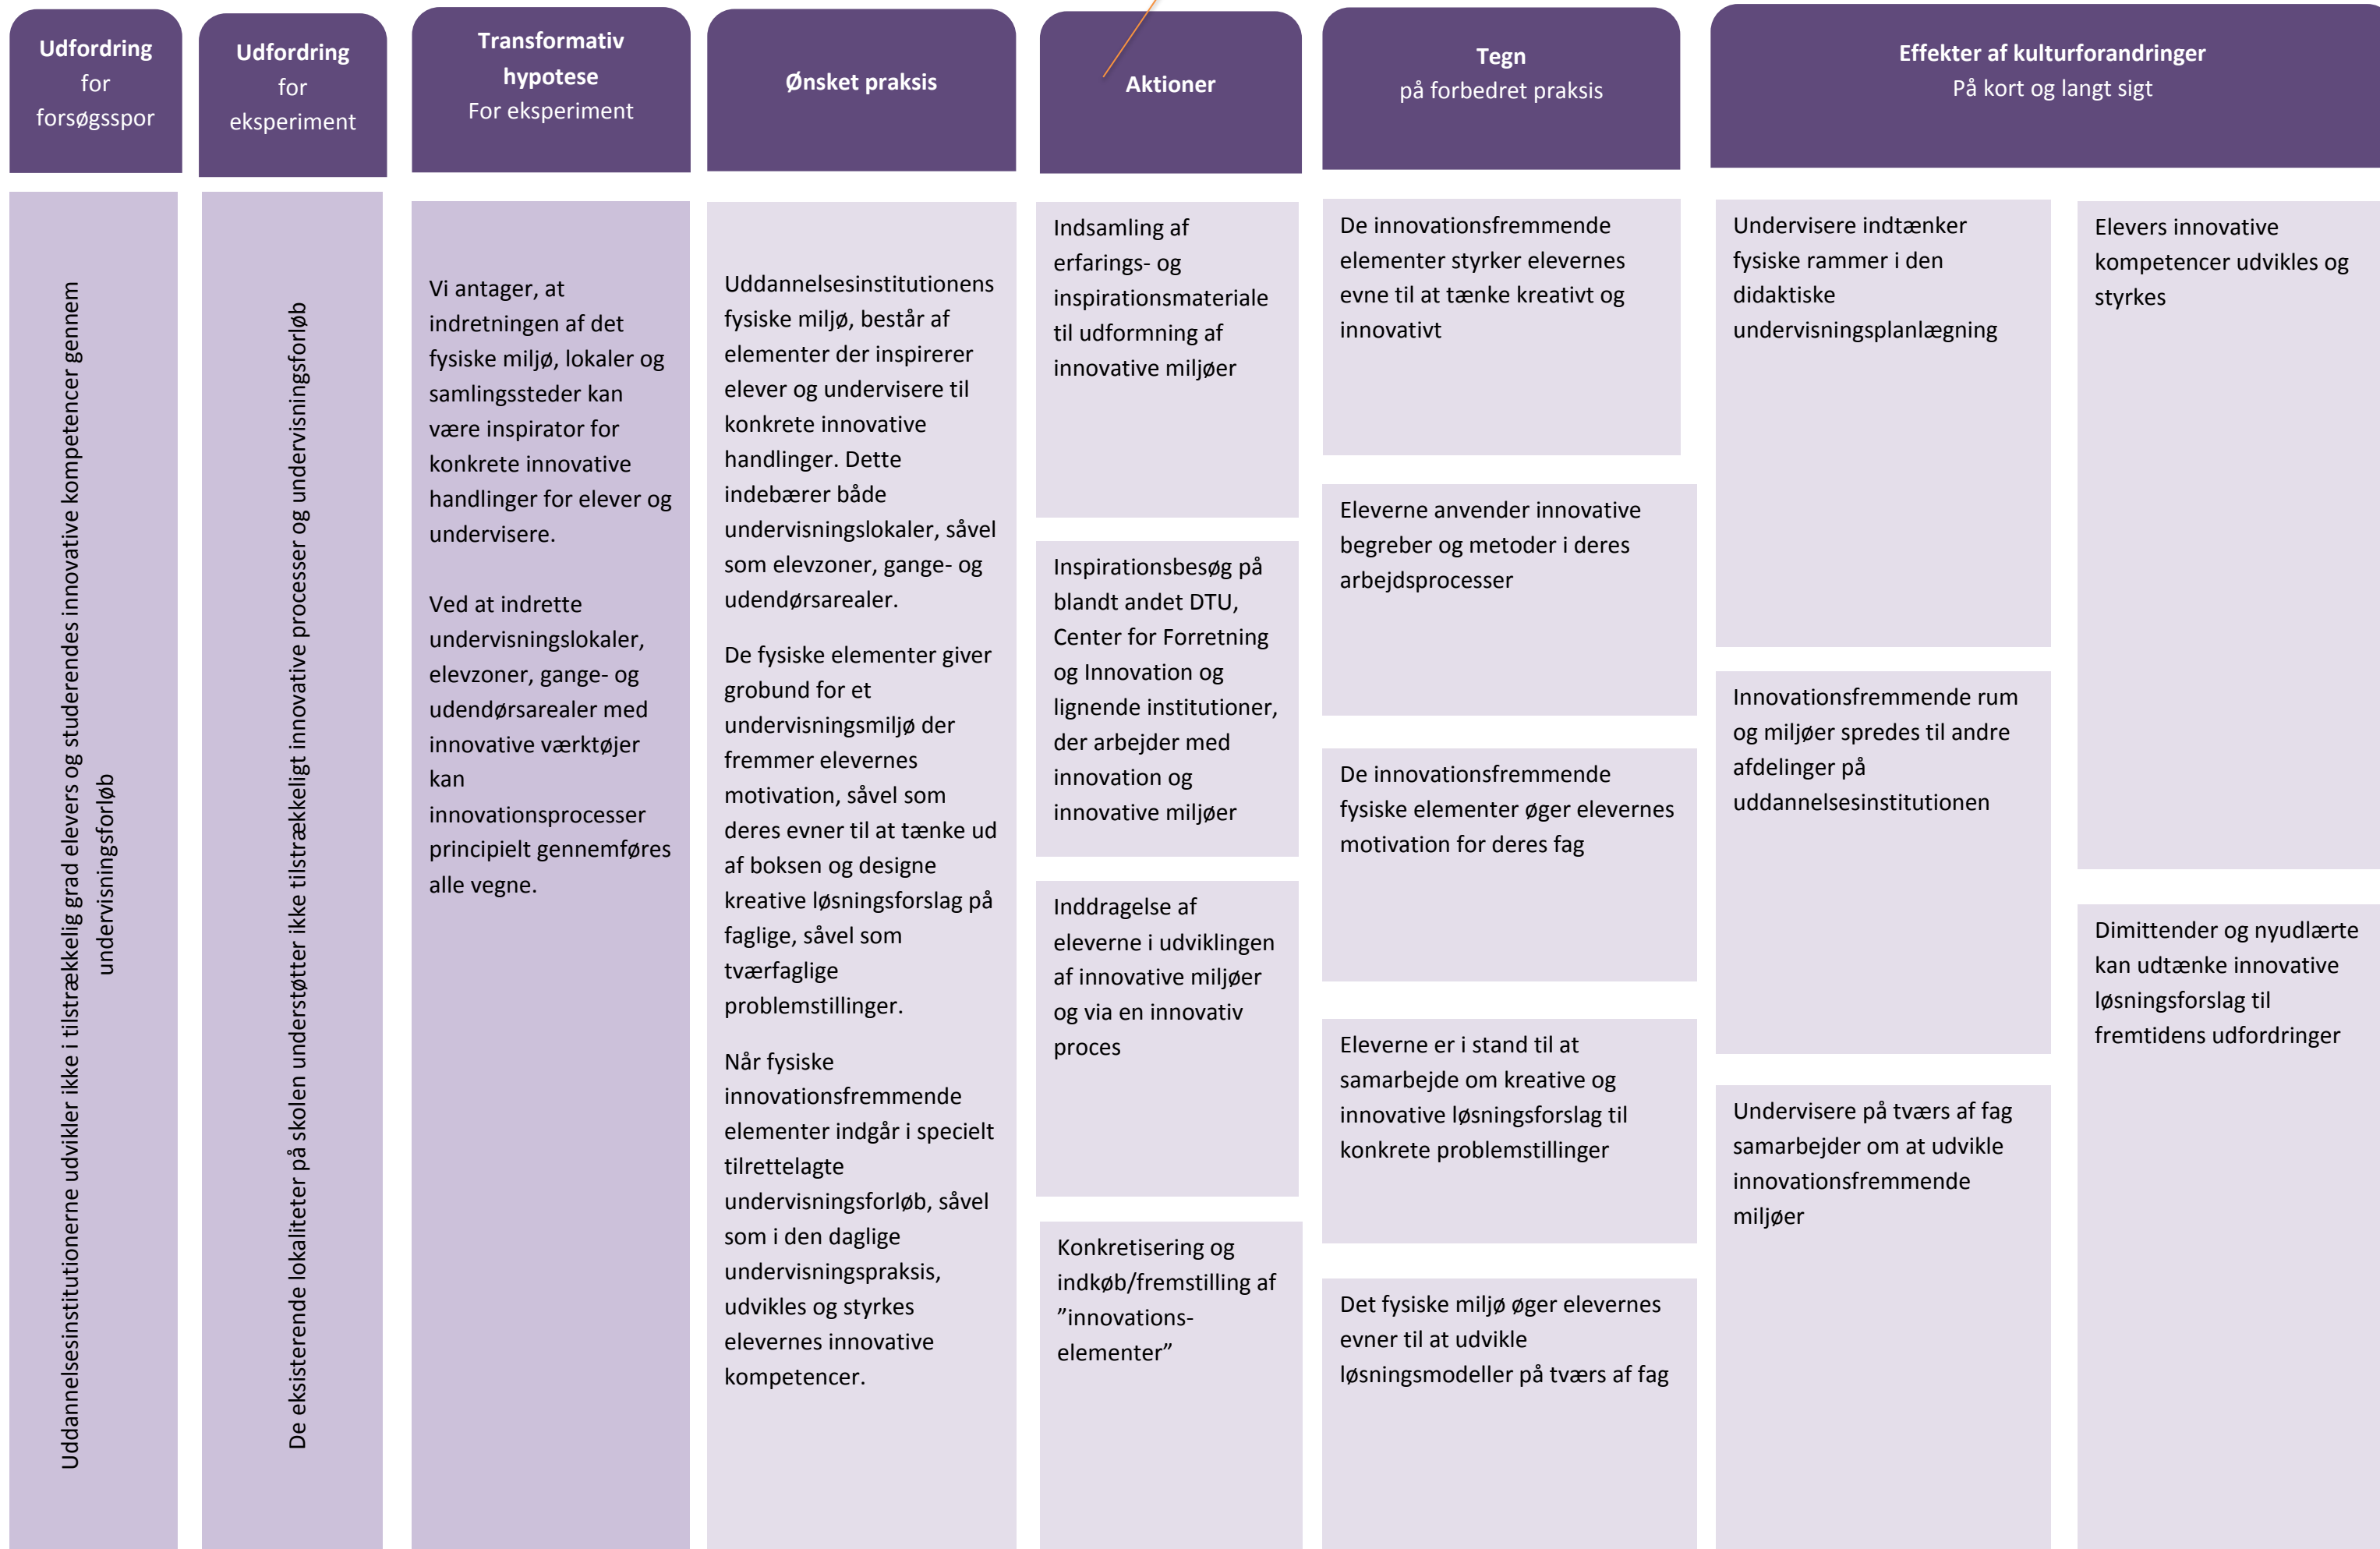 Udfordring
for
forsøgsspor
Udfordring
for
eksperiment
Transformativ
hypotese
For eksperiment
Ønsket praksis
Aktioner
Tegn
på forbedret praksis
Effekter af kulturforandringer
På kort og langt sigt
Uddannelsesinstitutionerne udvikler ikke i tilstrækkelig grad elevers og studerendes innovative kompetencer gennem
undervisningsforløb
De eksisterende lokaliteter på skolen understøtter ikke tilstrækkeligt innovative processer og undervisningsforløb
Vi antager, at
indretningen af det
fysiske miljø, lokaler og
samlingssteder kan
være inspirator for
konkrete innovative
handlinger for elever og
undervisere.
Ved at indrette
undervisningslokaler,
elevzoner, gange- og
udendørsarealer med
innovative værktøjer
kan
innovationsprocesser
principielt gennemføres
alle vegne.
Uddannelsesinstitutionens
fysiske miljø, består af
elementer der inspirerer
elever og undervisere til
konkrete innovative
handlinger. Dette
indebærer både
undervisningslokaler, såvel
som elevzoner, gange- og
udendørsarealer.
De fysiske elementer giver
grobund for et
undervisningsmiljø der
fremmer elevernes
motivation, såvel som
deres evner til at tænke ud
af boksen og designe
kreative løsningsforslag på
faglige, såvel som
tværfaglige
problemstillinger.
Når fysiske
innovationsfremmende
elementer indgår i specielt
tilrettelagte
undervisningsforløb, såvel
som i den daglige
undervisningspraksis,
udvikles og styrkes
elevernes innovative
kompetencer.
Indsamling af
erfarings- og
inspirationsmateriale
til udformning af
innovative miljøer
Inspirationsbesøg på
blandt andet DTU,
Center for Forretning
og Innovation og
lignende institutioner,
der arbejder med
innovation og
innovative miljøer
Inddragelse af
eleverne i udviklingen
af innovative miljøer
og via en innovativ
proces
Konkretisering og
indkøb/fremstilling af
”innovations-
elementer”
De innovationsfremmende
elementer styrker elevernes
evne til at tænke kreativt og
innovativt
Eleverne anvender innovative
begreber og metoder i deres
arbejdsprocesser
De innovationsfremmende
fysiske elementer øger elevernes
motivation for deres fag
Eleverne er i stand til at
samarbejde om kreative og
innovative løsningsforslag til
konkrete problemstillinger
Det fysiske miljø øger elevernes
evner til at udvikle
løsningsmodeller på tværs af fag
Undervisere indtænker
fysiske rammer i den
didaktiske
undervisningsplanlægning
Innovationsfremmende rum
og miljøer spredes til andre
afdelinger på
uddannelsesinstitutionen
Undervisere på tværs af fag
samarbejder om at udvikle
innovationsfremmende
miljøer
Elevers innovative
kompetencer udvikles og
styrkes
Dimittender og nyudlærte
kan udtænke innovative
løsningsforslag til
fremtidens udfordringer